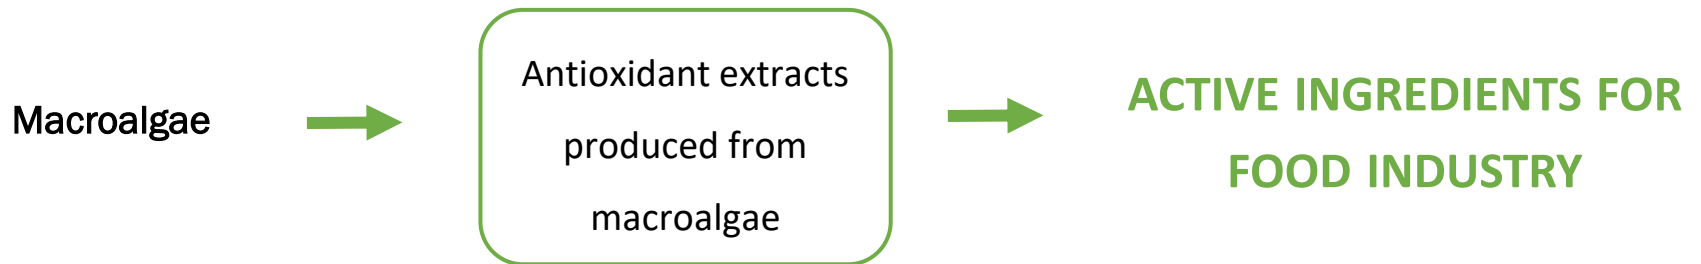 Macroalgae
Antioxidant extracts
produced from
macroalgae
ACTIVE INGREDIENTS FOR
FOOD INDUSTRY